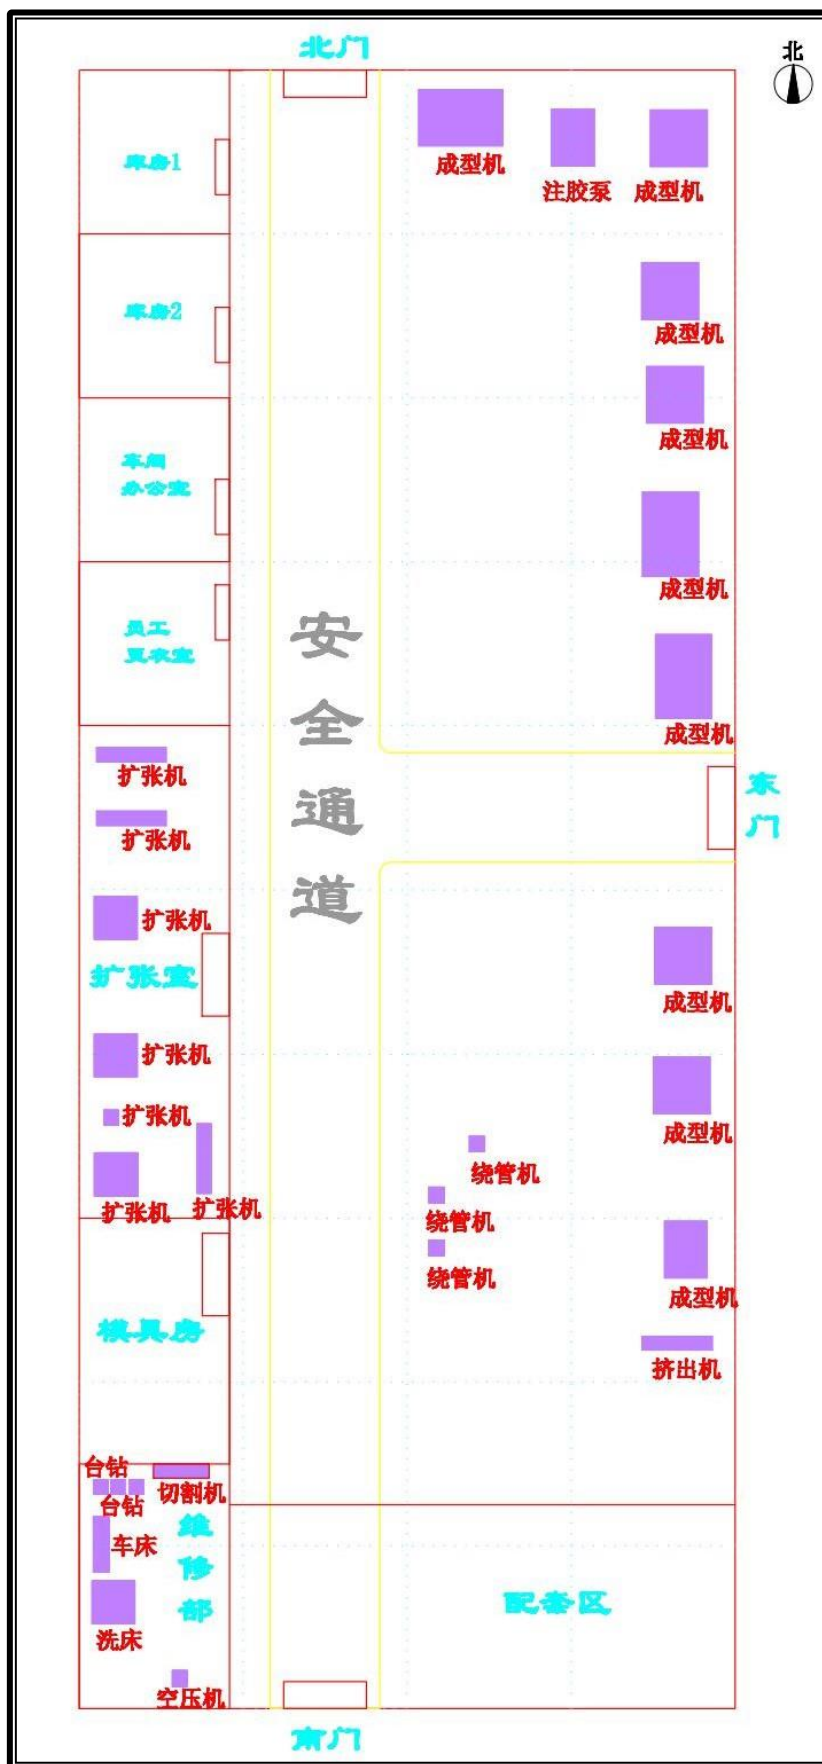 北门
北
成型机
注胶泵
成型机
库房1
库房2
成型机
成型机
车间
办公室
成型机
员工
更衣室
安
全
通
道
成型机
扩张机
东
门
扩张机
扩张机
扩张室
成型机
扩张机
扩张机
成型机
绕管机
扩张机
扩张机
绕管机
绕管机
成型机
模具房
挤出机
台钻
台钻
切割机
维
修
部
车床
洗床
配套区
空压机
南门